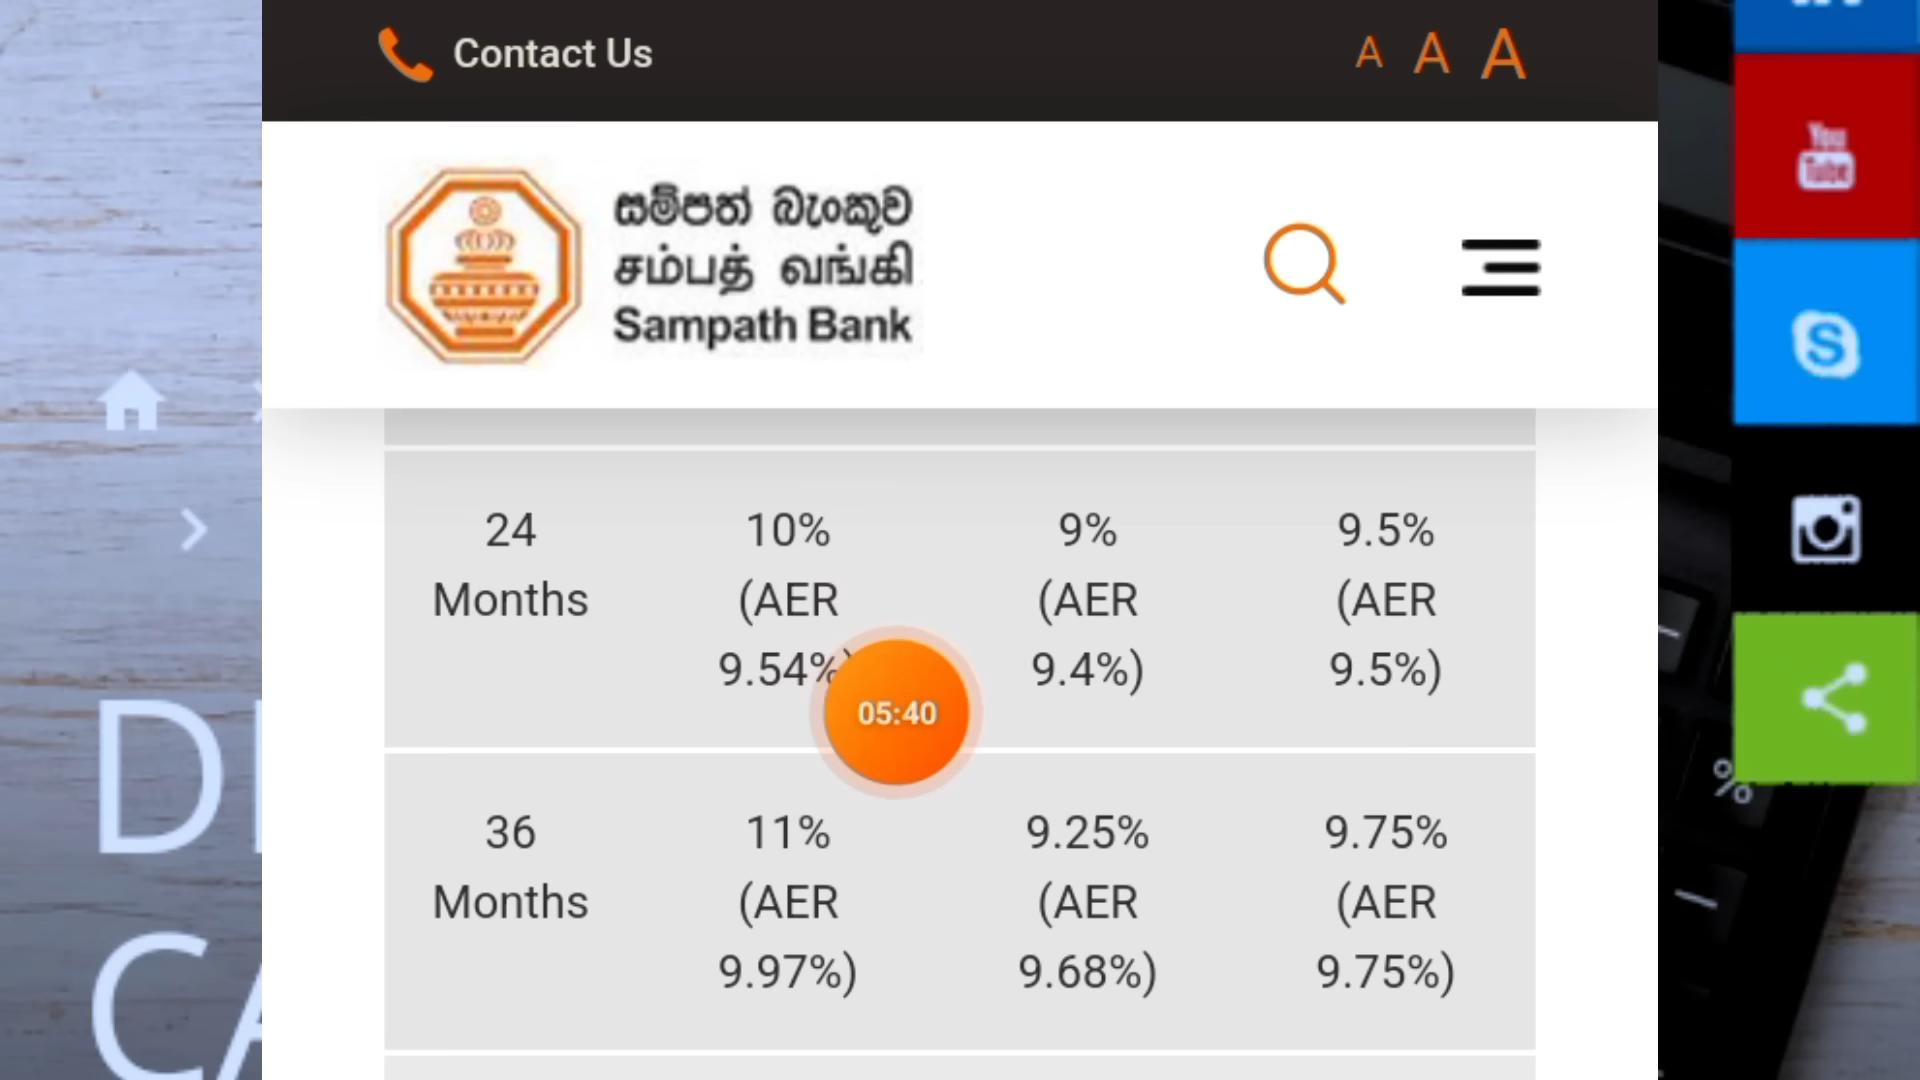 Contact Us
A A A
සම්පත් බැංකුව
சம்பத் வங்கி
Sampath Bank
You
Tube
24 Months
10% (AER 9.54%)
9% (AER 9.4%)
9.5% (AER 9.5%)
05:40
36 Months
11% (AER 9.97%)
9.25% (AER 9.68%)
9.75% (AER 9.75%)
%